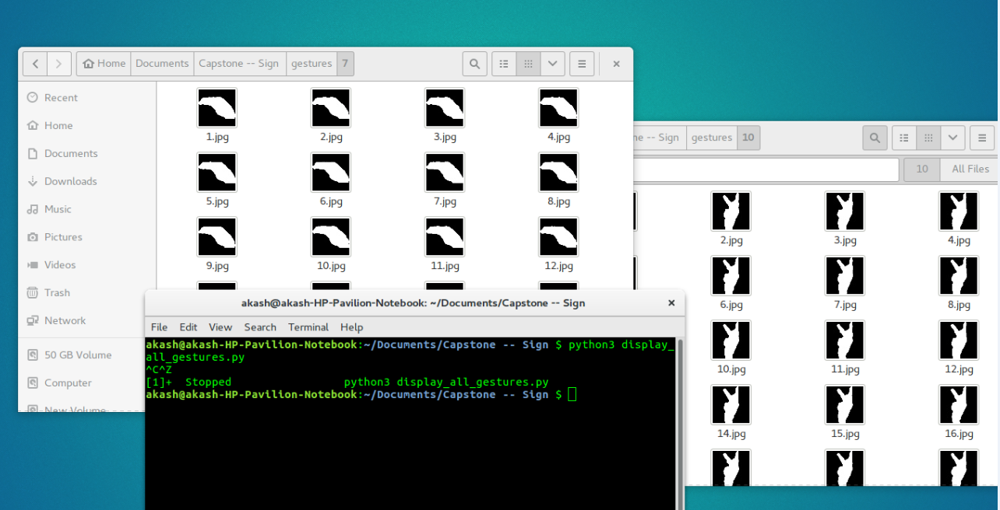 Home Documents Capstone -- Sign gestures 7
Recent
Home
Documents
Downloads
Music
Pictures
Videos
Trash
Network
50 GB Volume
Computer
New Volume
1.jpg 2.jpg 3.jpg 4.jpg
5.jpg 6.jpg 7.jpg 8.jpg
9.jpg 10.jpg 11.jpg 12.jpg
-- Sign gestures 10
10 All Files
2.jpg 3.jpg 4.jpg
6.jpg 7.jpg 8.jpg
10.jpg 11.jpg 12.jpg
14.jpg 15.jpg 16.jpg
akash@akash-HP-Pavilion-Notebook: ~/Documents/Capstone -- Sign
File Edit View Search Terminal Help
akash@akash-HP-Pavilion-Notebook:~/Documents/Capstone -- Sign $ python3 display_
all_gestures.py
^C^Z
[1]+  Stopped                 python3 display_all_gestures.py
akash@akash-HP-Pavilion-Notebook:~/Documents/Capstone -- Sign $